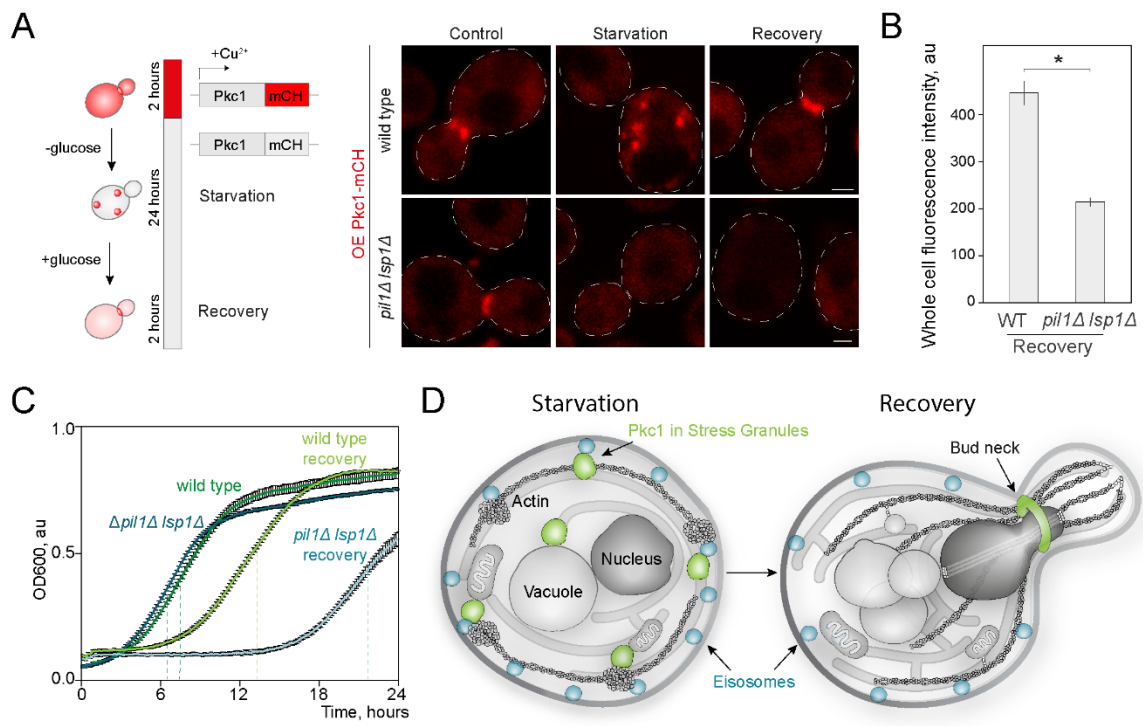 A
+Cu²⁺
2 hours
Pkc1
mCH
-glucose
Pkc1
mCH
24 hours
Starvation
+glucose
2 hours
Recovery
Control
Starvation
Recovery
OE Pkc1-mCH
wild type
pil1Δ lsp1Δ
B
Whole cell fluorescence intensity, au
400
200
400
0
*
WT
pil1Δ lsp1Δ
Recovery
C
OD600, au
1.0
0.5
0.0
wild type
recovery
wild type
Δpil1Δ lsp1Δ
pil1Δ lsp1Δ
recovery
0
6
12
18
24
Time, hours
D
Starvation
Recovery
Pkc1 in Stress Granules
Bud neck
Actin
Nucleus
Vacuole
Eisosomes